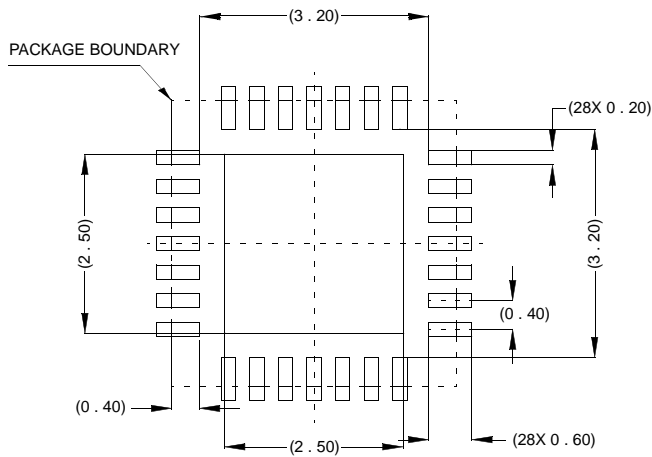 (3 . 20)
PACKAGE BOUNDARY
(28X 0 . 20)
(2 . 50)
(3 . 20)
(0 . 40)
(0 . 40)
(2 . 50)
(28X 0 . 60)